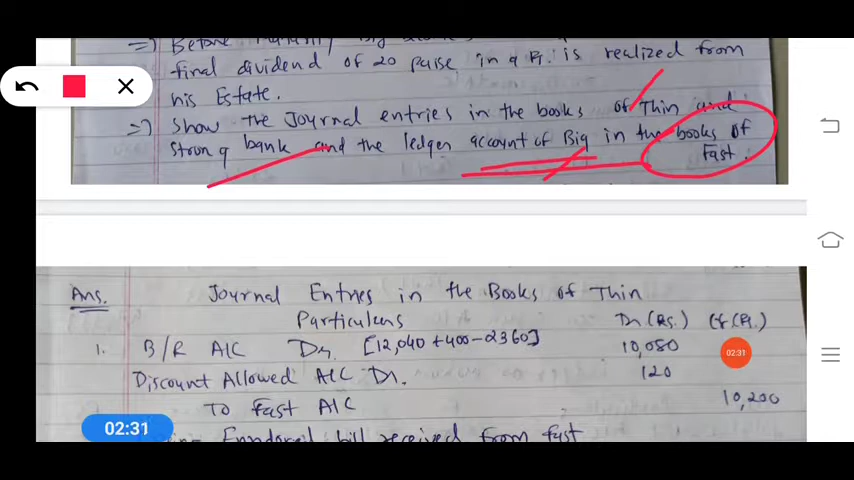 final dividend of 20 paise in a Rs. is realized from
his Estate.
=) Show the Journal entries in the books of Thin and
Strong bank and the ledger account of Big in the books of
Fast.
Ans. Journal Entries in the Books of Thin
Particulars Dr (Rs.) Cr (Rs.)
1. B/R A/C Dr. [12,040 + 400 - 2360] 10,080
02:31
Discount Allowed A/C Dr. 120
To Fast A/C 10,200
02:31
Endorsed bill received from fast